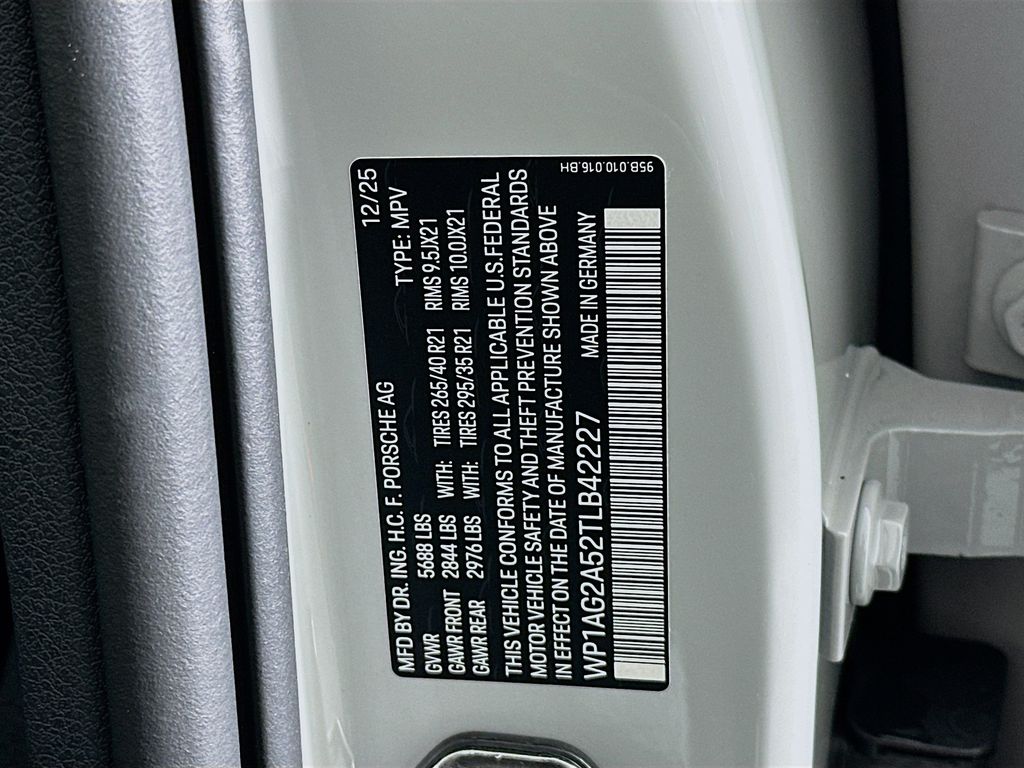 12/25
MFD BY DR. ING. H.C. F. PORSCHE AG
TYPE: MPV
GVWR 5688 LBS
GAWR FRONT 2844 LBS WITH: TIRES 265/40 R21 RIMS 9.5JX21
GAWR REAR 2976 LBS WITH: TIRES 295/35 R21 RIMS 10.0JX21
THIS VEHICLE CONFORMS TO ALL APPLICABLE U.S.FEDERAL
MOTOR VEHICLE SAFETY AND THEFT PREVENTION STANDARDS
IN EFFECT ON THE DATE OF MANUFACTURE SHOWN ABOVE
WP1AG2A52TLB42227 MADE IN GERMANY
95B.010.016.BH